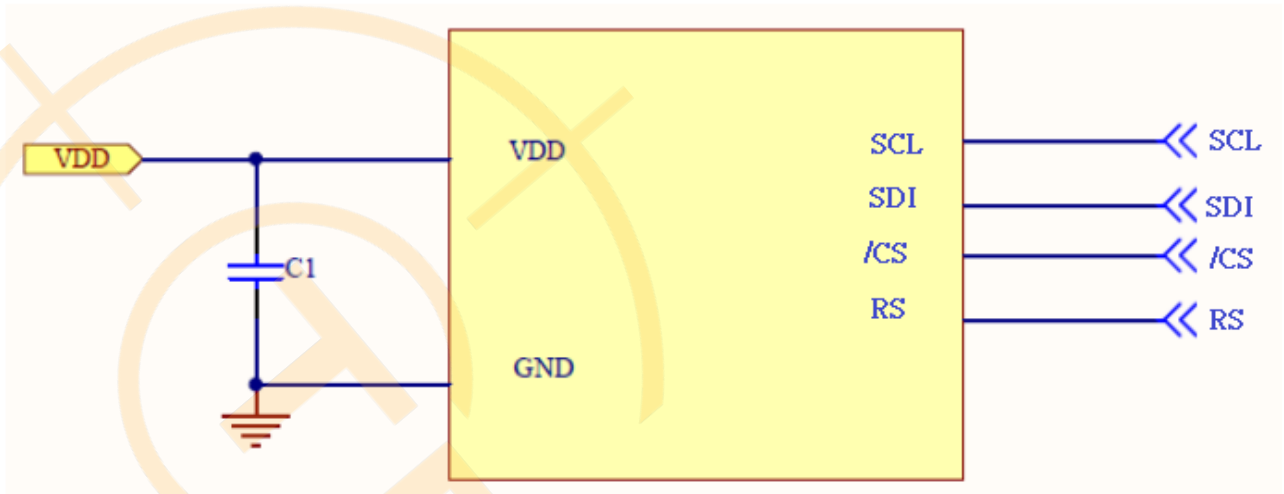 VDD
VDD
C1
GND
SCL
SDI
/CS
RS
SCL
SDI
/CS
RS